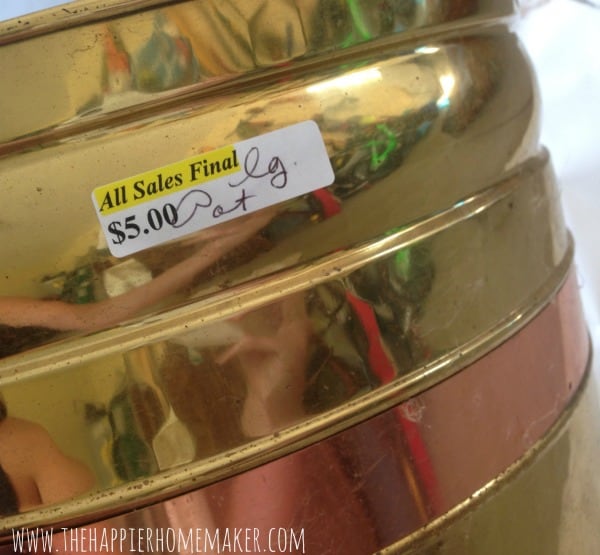 All Sales Final lg.
$5.00 Pot
www.thehappierhomemaker.com